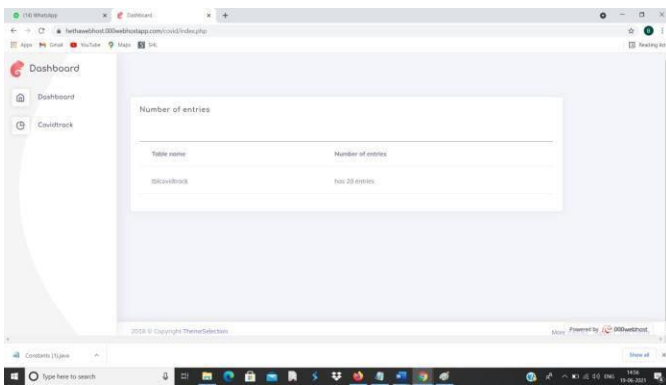 (14) WhatsApp
Dashboard
hethawebhost.000webhostapp.com/covid/index.php
Apps
Gmail
YouTube
Maps
Reading list
Dashboard
Dashboard
Covidtrack
Number of entries
Table name Number of entries
tblcovidtrack has 20 entries
2018 © Copyright ThemeSelection
More
Powered by 000webhost
Constants (1).java
Show all
Type here to search
ENG
14:56
19-06-2021